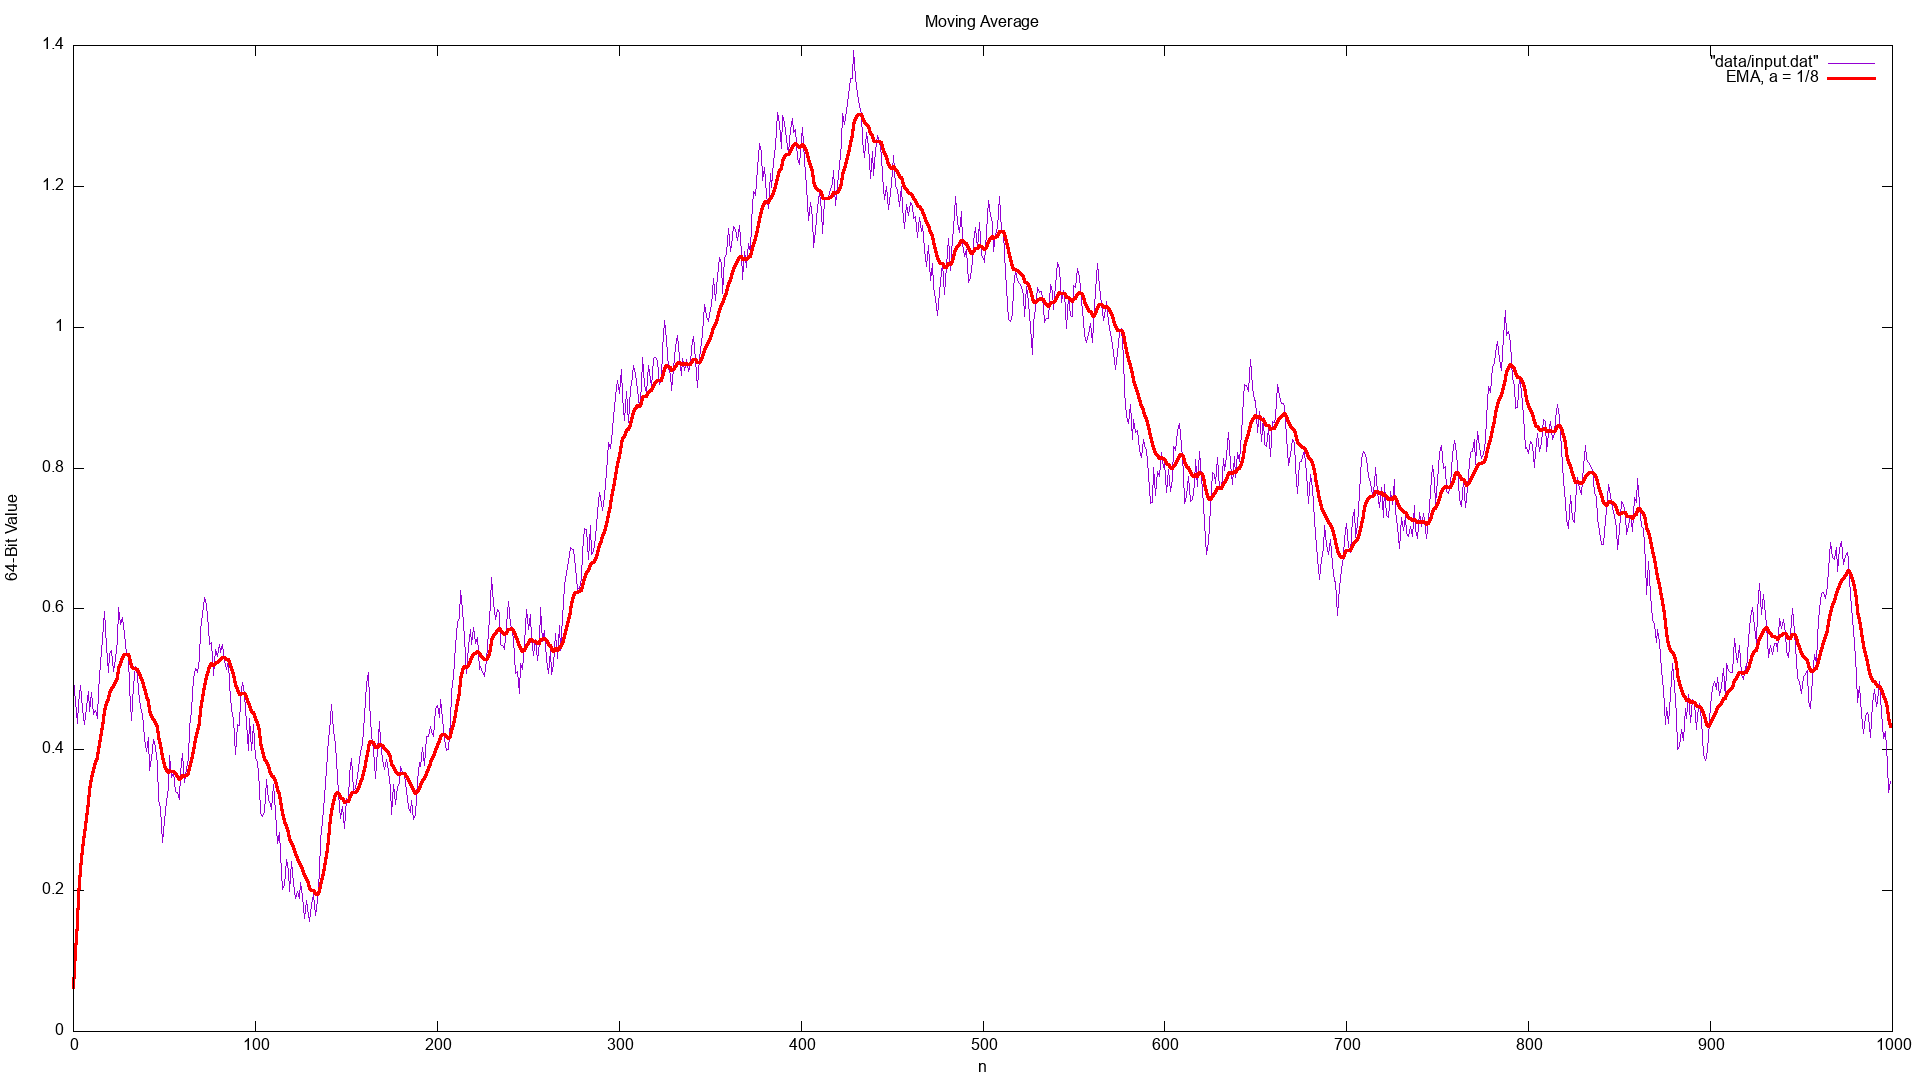 Moving Average
"data/input.dat"
EMA, a = 1/8
64-Bit Value
1.4
1.2
1
0.8
0.6
0.4
0.2
0
0 100 200 300 400 500 600 700 800 900 1000
n